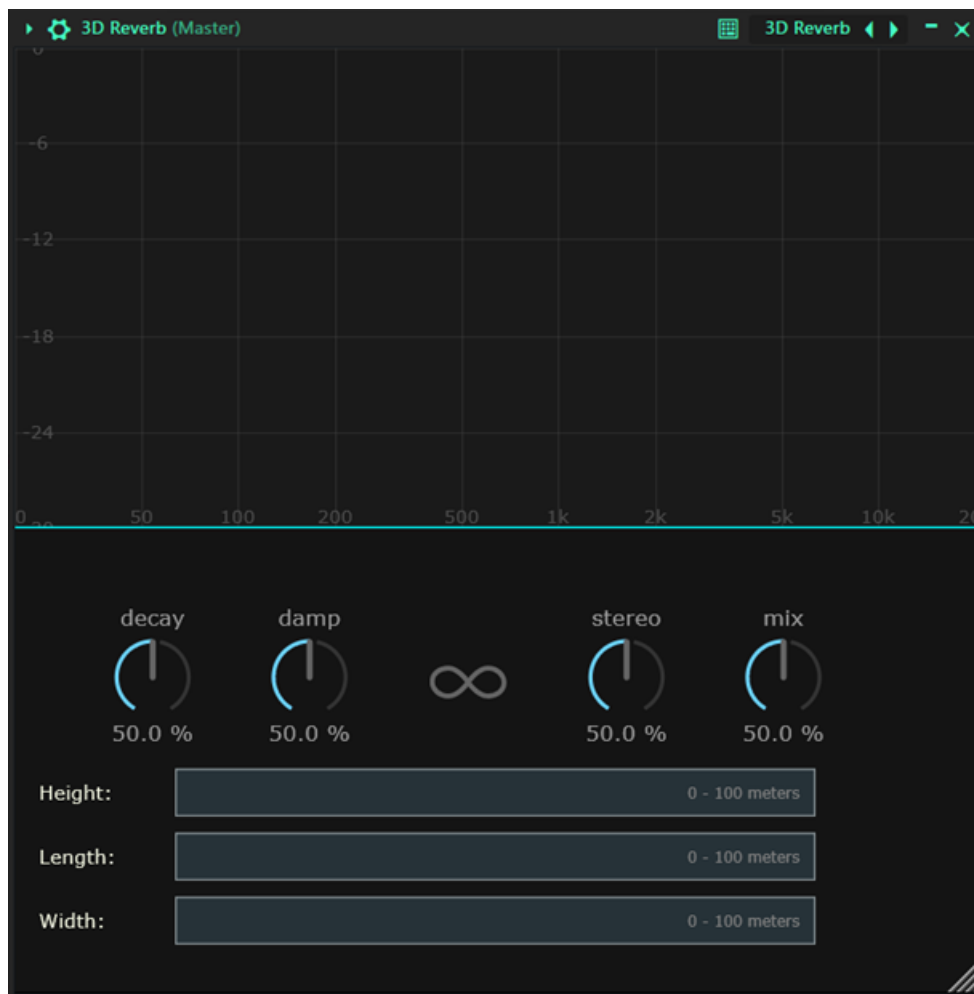 3D Reverb (Master) 3D Reverb
0
-6
-12
-18
-24
0 50 100 200 500 1k 2k 5k 10k
decay damp stereo mix
50.0 % 50.0 % 50.0 % 50.0 %
Height: 0 - 100 meters
Length: 0 - 100 meters
Width: 0 - 100 meters